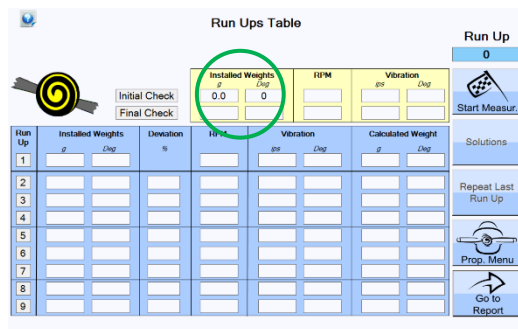 Run Ups Table
Run Up
0
Installed Weights RPM Vibration
g Deg ips Deg
Initial Check 0.0 0
Final Check
Start Measur.
Run Up Installed Weights Deviation RPM Vibration Calculated Weight
g Deg % ips Deg g Deg
1
2
3
4
5
6
7
8
9
Solutions
Repeat Last
Run Up
Prop. Menu
Go to
Report